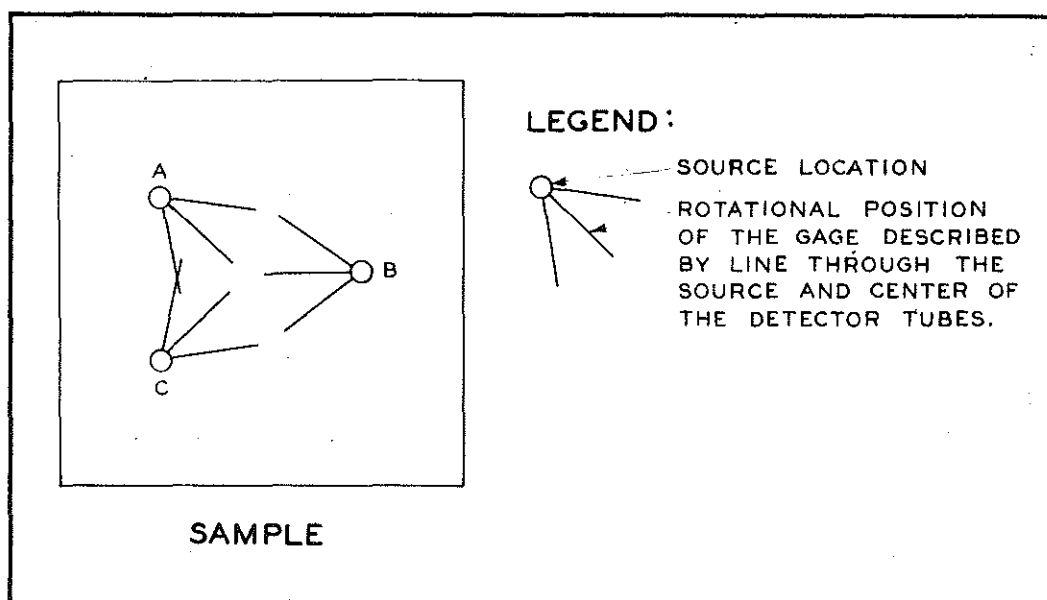 A
B
C
SAMPLE
LEGEND:
SOURCE LOCATION
ROTATIONAL POSITION
OF THE GAGE DESCRIBED
BY LINE THROUGH THE
SOURCE AND CENTER OF
THE DETECTOR TUBES.